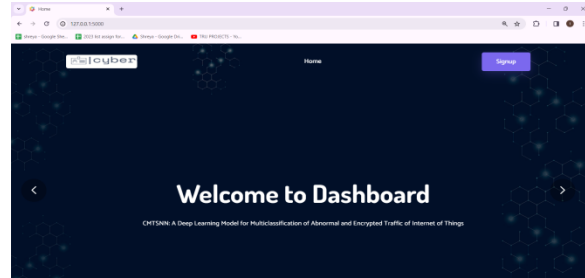 Home
127.0.0.1:5000
cyber
Home
Signup
Welcome to Dashboard
CMTSNN: A Deep Learning Model for Multiclassification of Abnormal and Encrypted Traffic of Internet of Things